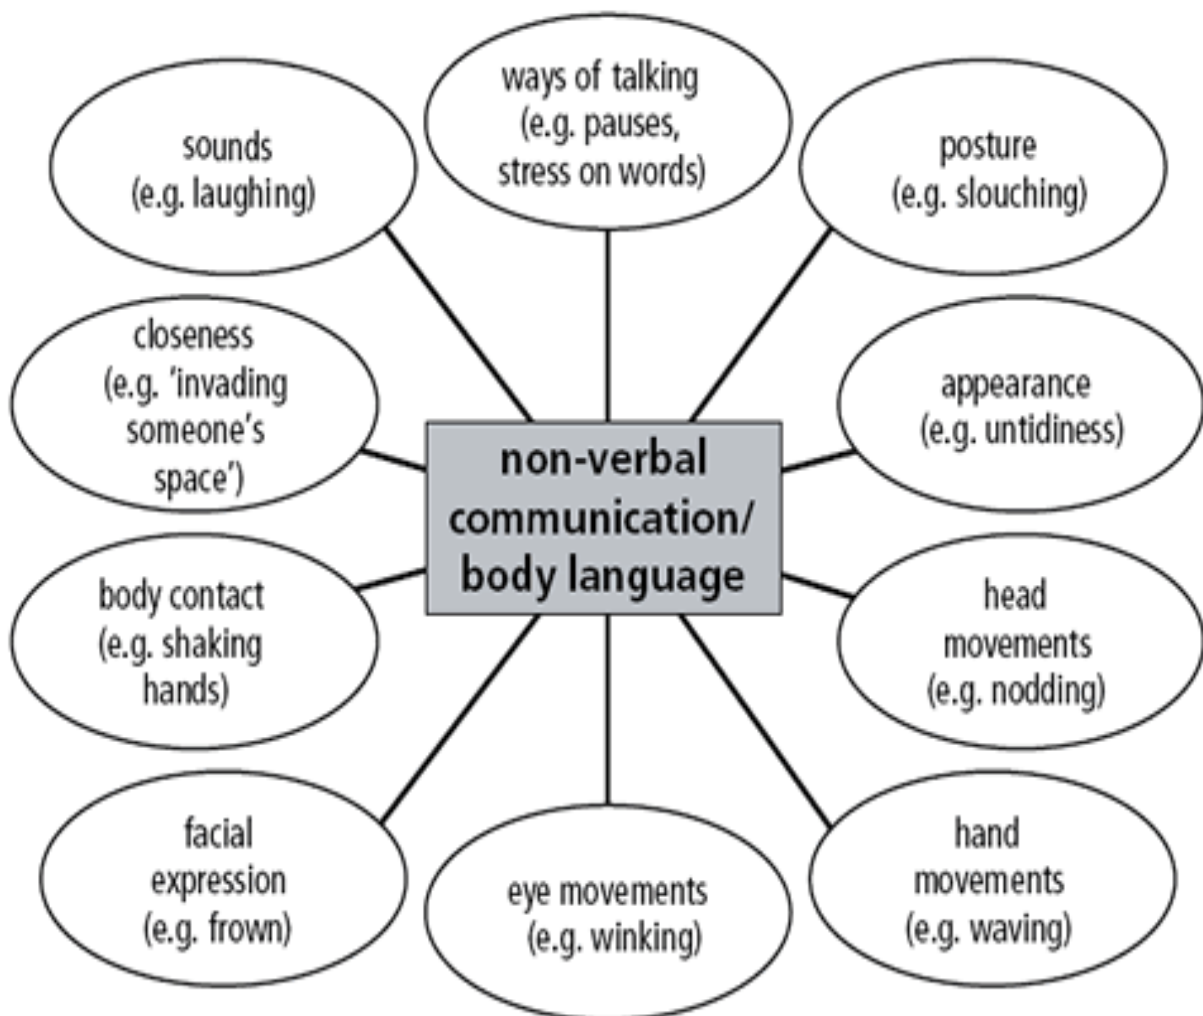 ways of talking
(e.g. pauses,
stress on words)
sounds
(e.g. laughing)
posture
(e.g. slouching)
closeness
(e.g. ‘invading
someone’s
space’)
appearance
(e.g. untidiness)
non-verbal
communication/
body language
body contact
(e.g. shaking
hands)
head
movements
(e.g. nodding)
facial
expression
(e.g. frown)
eye movements
(e.g. winking)
hand
movements
(e.g. waving)